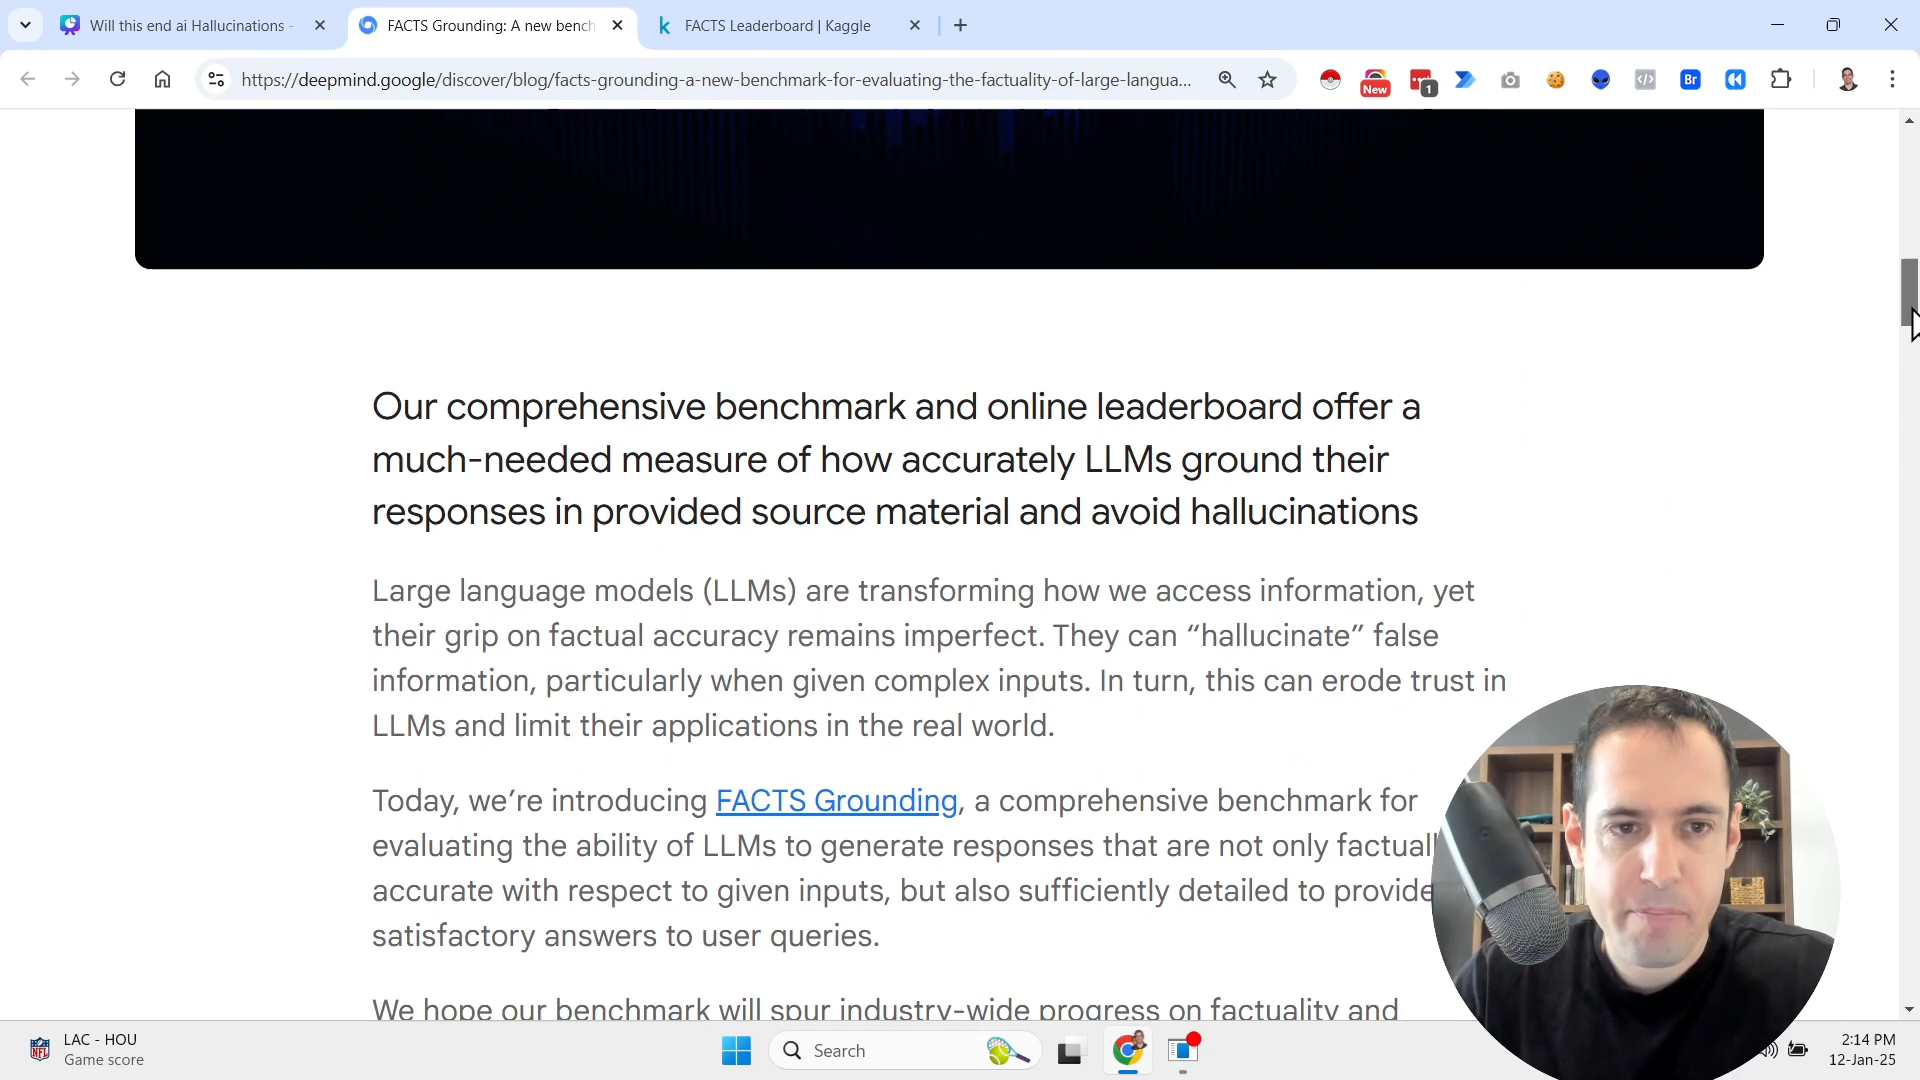 Will this end ai Hallucinations -
FACTS Grounding: A new bench
FACTS Leaderboard | Kaggle
https://deepmind.google/discover/blog/facts-grounding-a-new-benchmark-for-evaluating-the-factuality-of-large-langua...
New
1
Br
Our comprehensive benchmark and online leaderboard offer a
much-needed measure of how accurately LLMs ground their
responses in provided source material and avoid hallucinations
Large language models (LLMs) are transforming how we access information, yet
their grip on factual accuracy remains imperfect. They can “hallucinate” false
information, particularly when given complex inputs. In turn, this can erode trust in
LLMs and limit their applications in the real world.
Today, we’re introducing FACTS Grounding, a comprehensive benchmark for
evaluating the ability of LLMs to generate responses that are not only factuall
accurate with respect to given inputs, but also sufficiently detailed to provide
satisfactory answers to user queries.
We hope our benchmark will spur industry-wide progress on factuality and
NFL
LAC - HOU
Game score
Search
2:14 PM
12-Jan-25